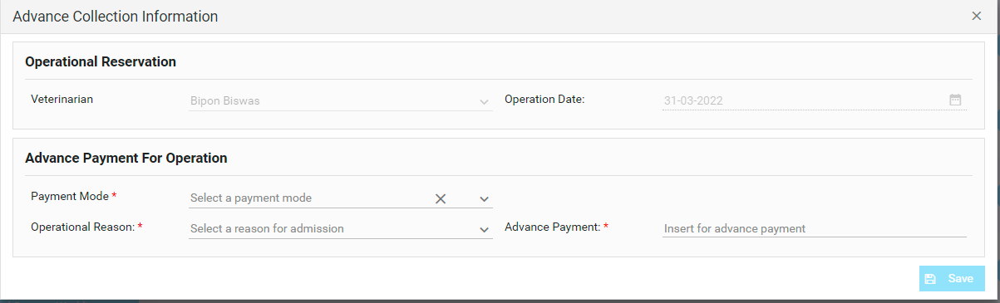 Advance Collection Information
Operational Reservation
Veterinarian Bipon Biswas Operation Date: 31-03-2022
Advance Payment For Operation
Payment Mode * Select a payment mode
Operational Reason: * Select a reason for admission Advance Payment: * Insert for advance payment
Save